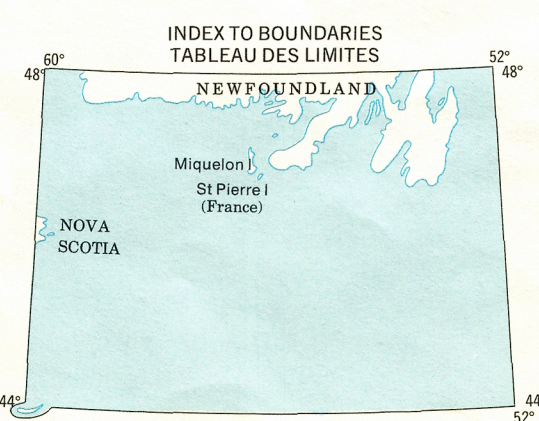 INDEX TO BOUNDARIES
TABLEAU DES LIMITES
60° 52°
48° 48°
NEWFOUNDLAND
Miquelon I
St Pierre I
(France)
NOVA
SCOTIA
44° 44
52°